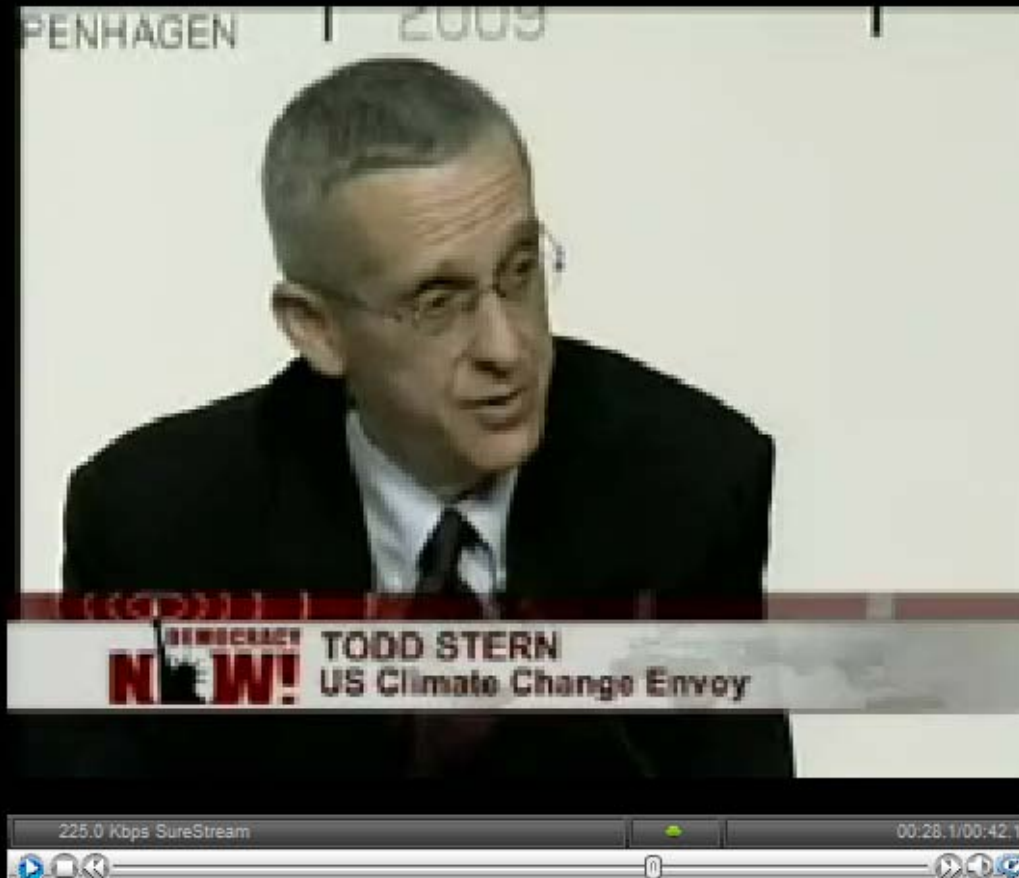 PENHAGEN 2009
DEMOCRACY
NOW!
TODD STERN
US Climate Change Envoy
225.0 Kbps SureStream 00:28.1/00:42.1